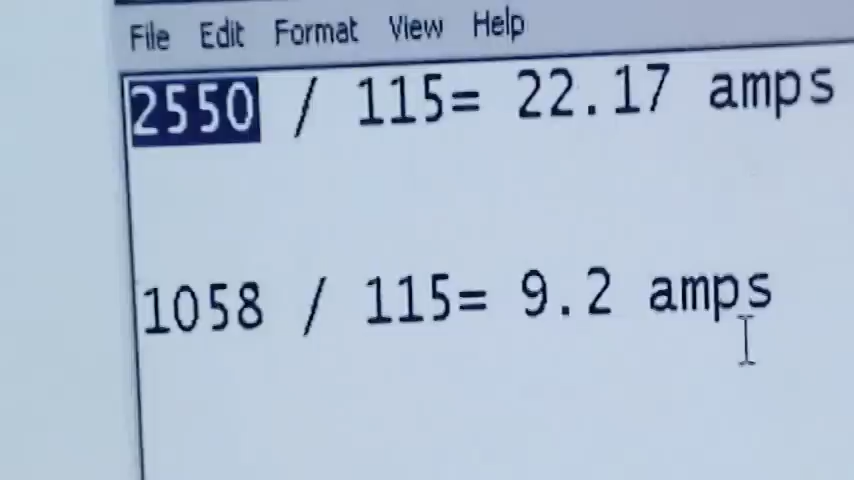 File Edit Format View Help
2550 / 115= 22.17 amps
1058 / 115= 9.2 amps